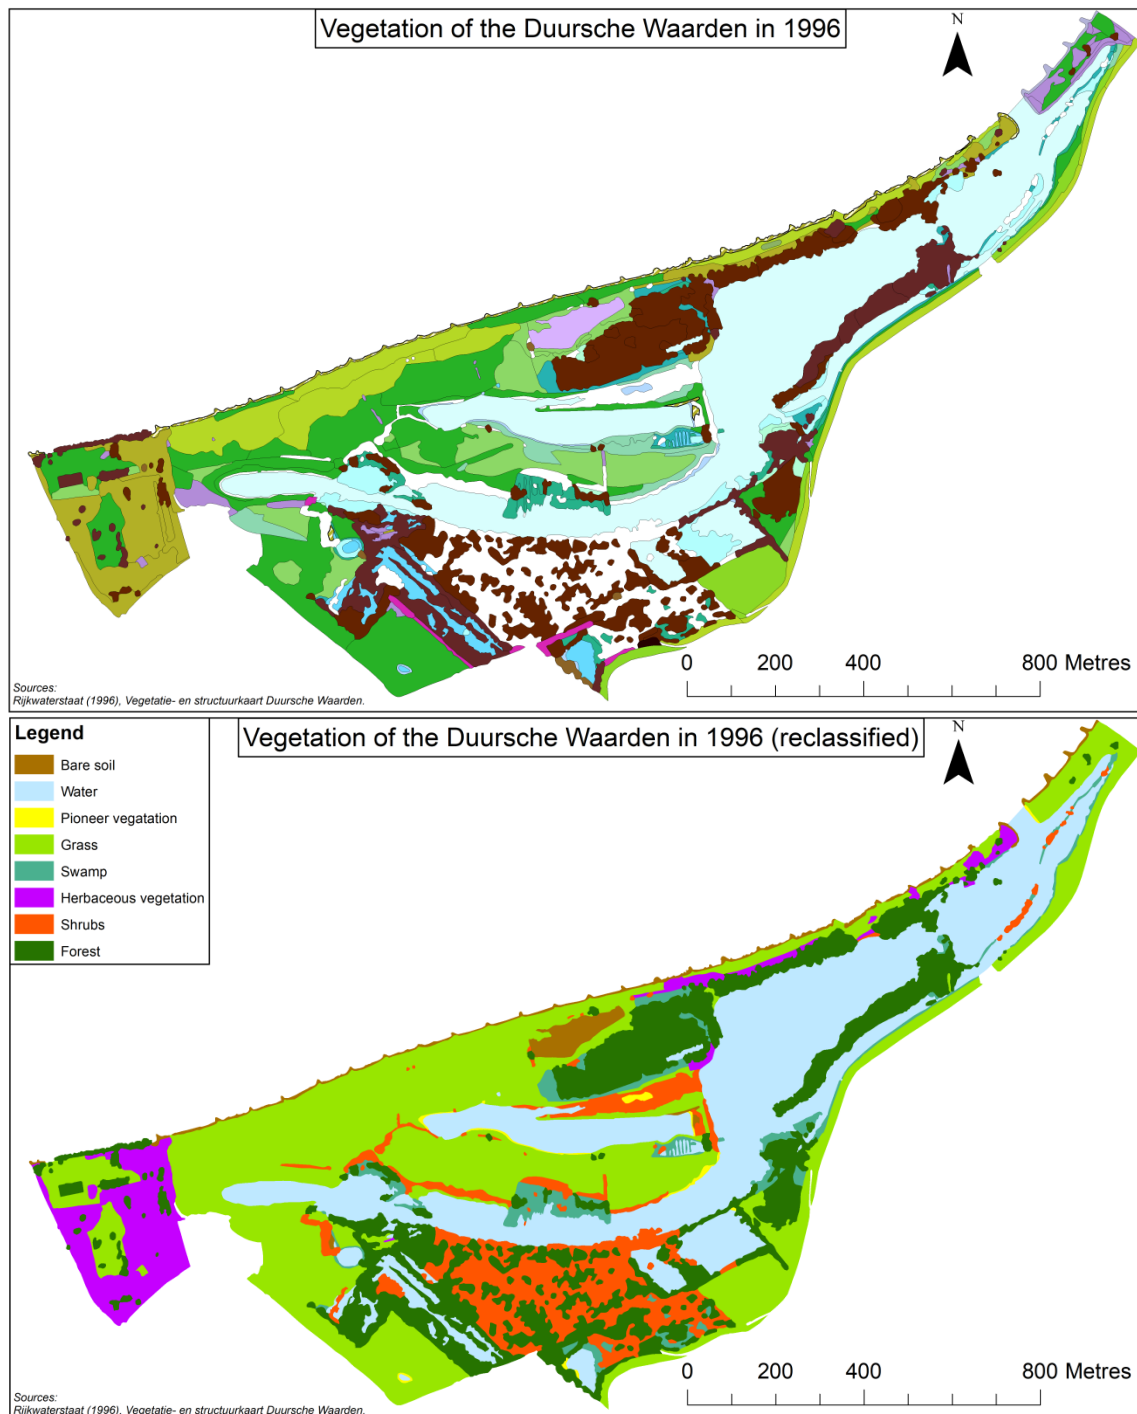 Vegetation of the Duursche Waarden in 1996
N
0 200 400 800 Metres
Sources:
Rijkwaterstaat (1996), Vegetatie- en structuurkaart Duursche Waarden.
Legend
Bare soil
Water
Pioneer vegatation
Grass
Swamp
Herbaceous vegetation
Shrubs
Forest
Vegetation of the Duursche Waarden in 1996 (reclassified)
N
0 200 400 800 Metres
Sources:
Rijkwaterstaat (1996), Vegetatie- en structuurkaart Duursche Waarden.